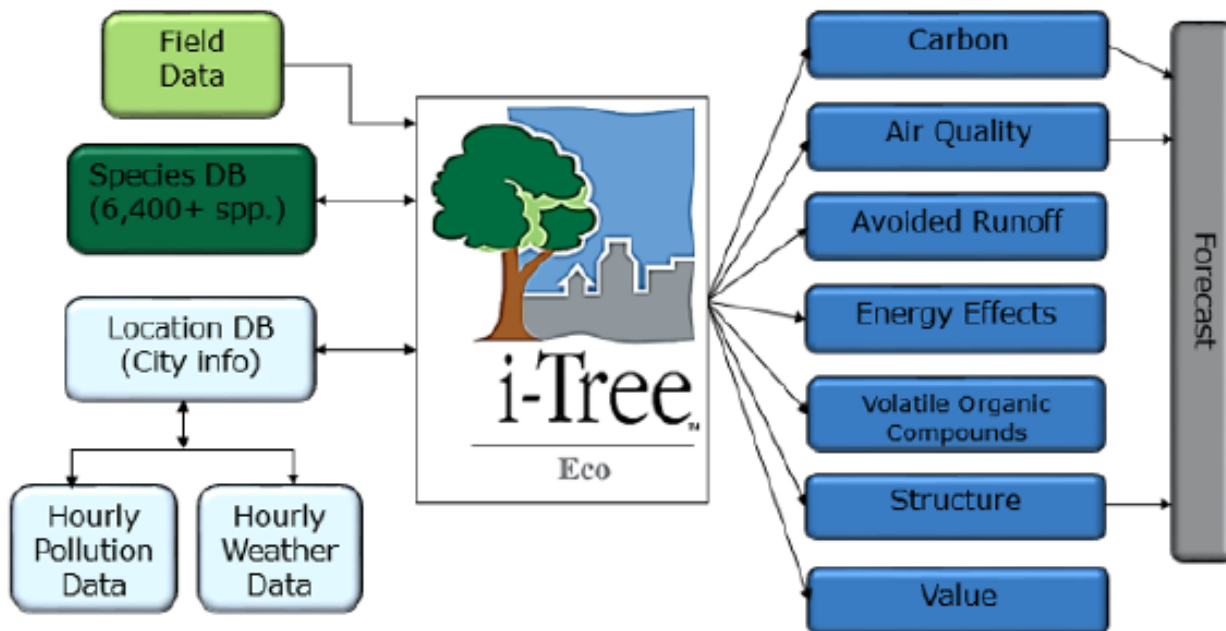 Field
Data
Species DB
(6,400+ spp.)
Location DB
(City info)
Hourly
Pollution
Data
Hourly
Weather
Data
i-Tree™
Eco
Carbon
Air Quality
Avoided Runoff
Energy Effects
Volatile Organic
Compounds
Structure
Value
Forecast